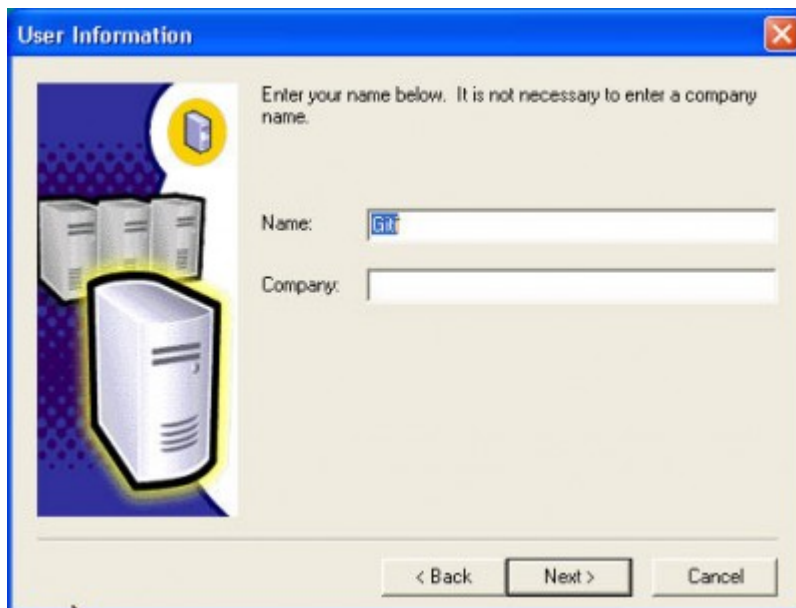 User Information
Enter your name below. It is not necessary to enter a company
name.
Name:
Company:
< Back
Next >
Cancel